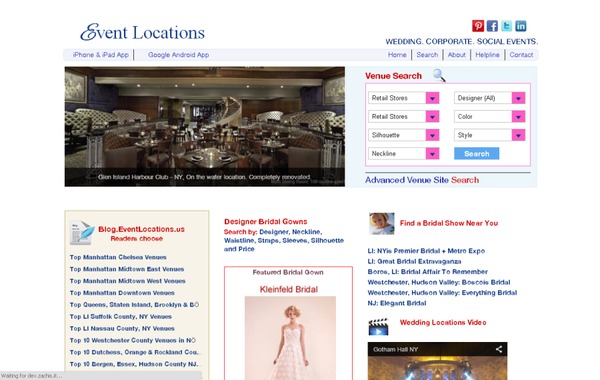 Event Locations
WEDDING. CORPORATE. SOCIAL EVENTS.
iPhone & iPad App
Google Android App
Home
Search
About
Helpline
Contact
Glen Island Harbour Club - NY, On the water location. Completely renovated
Venue Search
Retail Stores
Designer (All)
Retail Stores
Color
Silhouette
Style
Neckline
Search
Advanced Venue Site Search
Blog.EventLocations.us
Readers choose
Top Manhattan Chelsea Venues
Top Manhattan Midtown East Venues
Top Manhattan Midtown West Venues
Top Manhattan Downtown Venues
Top Queens, Staten Island, Brooklyn & BO
Top LI Suffolk County, NY Venues
Top LI Nassau County, NY Venues
Top 10 Westchester County Venues in NO
Top 10 Dutchess, Orange & Rockland Cou..
Top 10 Bergen, Essex, Hudson County NJ..
Designer Bridal Gowns
Search by: Designer, Neckline,
Waistline, Straps, Sleeves, Silhouette
and Price
Featured Bridal Gown
Kleinfeld Bridal
Find a Bridal Show Near You
LI: NYis Premier Bridal + Metro Expo
LI: Great Bridal Extravaganza
Boros, LI: Bridal Affair To Remember
Westchester, Hudson Valley: Boscois Bridal
Westchester, Hudson Valley: Everything Bridal
NJ: Elegant Bridal
Wedding Locations Video
Gotham Hall NY